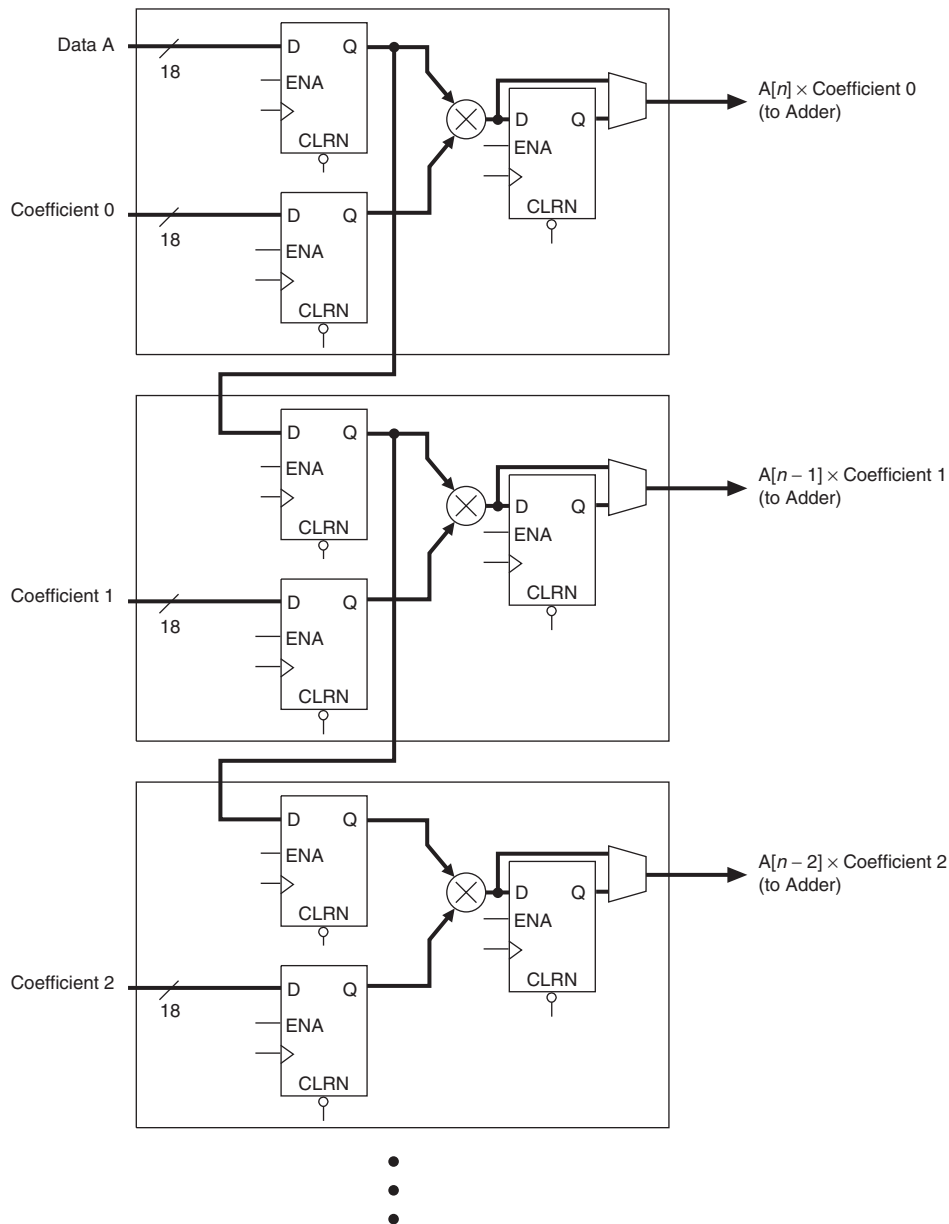 Data A
18
D Q
ENA
CLRN
A[n] × Coefficient 0
(to Adder)
D Q
ENA
CLRN
Coefficient 0
18
D Q
ENA
CLRN
D Q
ENA
CLRN
A[n – 1] × Coefficient 1
(to Adder)
D Q
ENA
CLRN
Coefficient 1
18
D Q
ENA
CLRN
D Q
ENA
CLRN
A[n – 2] × Coefficient 2
(to Adder)
D Q
ENA
CLRN
Coefficient 2
18
D Q
ENA
CLRN